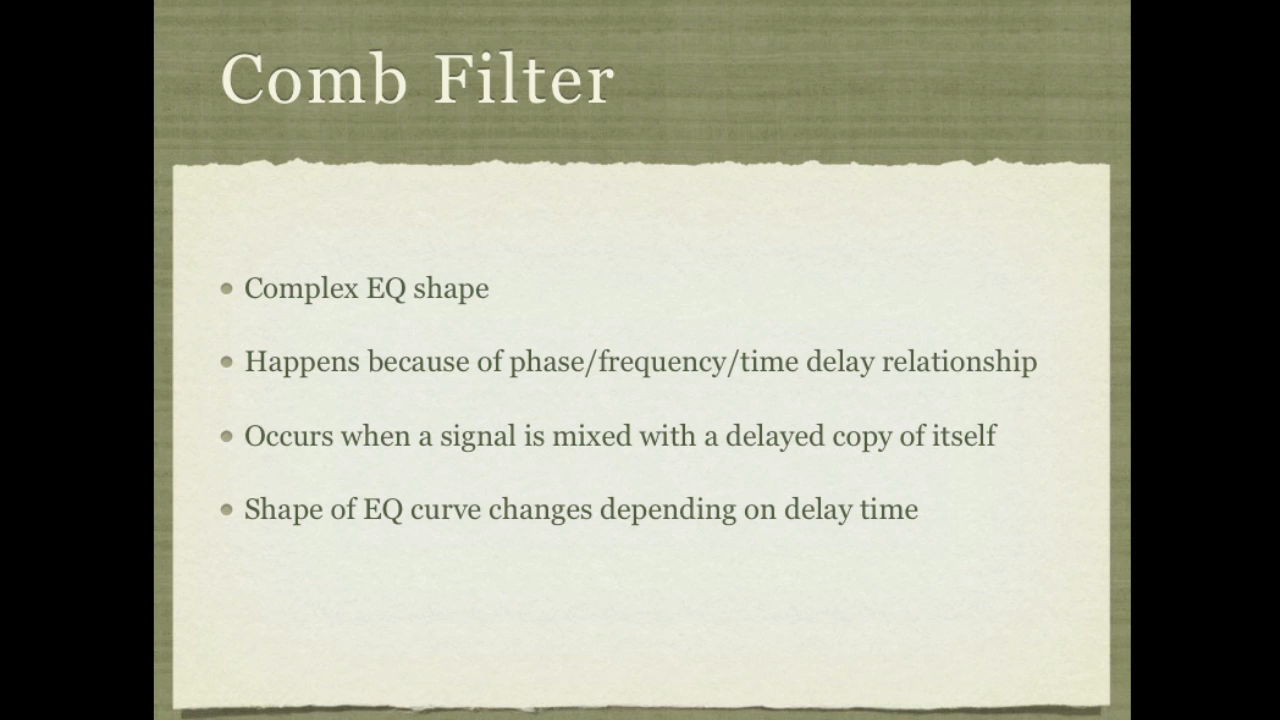 Comb Filter
Complex EQ shape
Happens because of phase/frequency/time delay relationship
Occurs when a signal is mixed with a delayed copy of itself
Shape of EQ curve changes depending on delay time